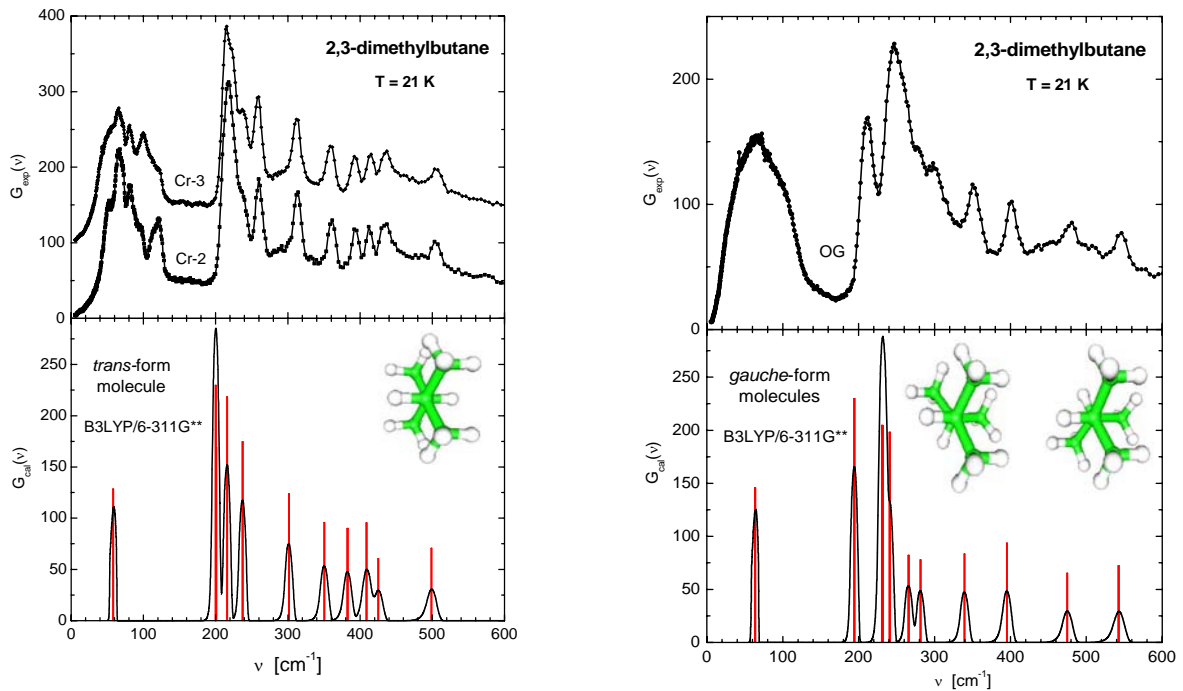 400
300
200
100
0
G_exp(ν)
2,3-dimethylbutane
T = 21 K
Cr-3
Cr-2
250
200
150
100
50
0
G_cal(ν)
trans-form
molecule
B3LYP/6-311G**
0 100 200 300 400 500 600
ν [cm⁻¹]
200
150
100
50
0
G_exp(ν)
2,3-dimethylbutane
T = 21 K
OG
250
200
150
100
50
0
G_cal(ν)
gauche-form
molecules
B3LYP/6-311G**
0 100 200 300 400 500 600
ν [cm⁻¹]